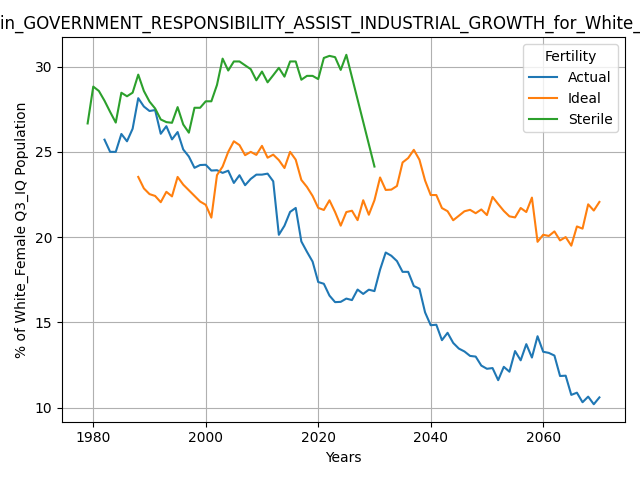 in_GOVERNMENT_RESPONSIBILITY_ASSIST_INDUSTRIAL_GROWTH_for_White_
Fertility
Actual
Ideal
Sterile
% of White_Female Q3_IQ Population
30
25
20
15
10
1980
2000
2020
2040
2060
Years